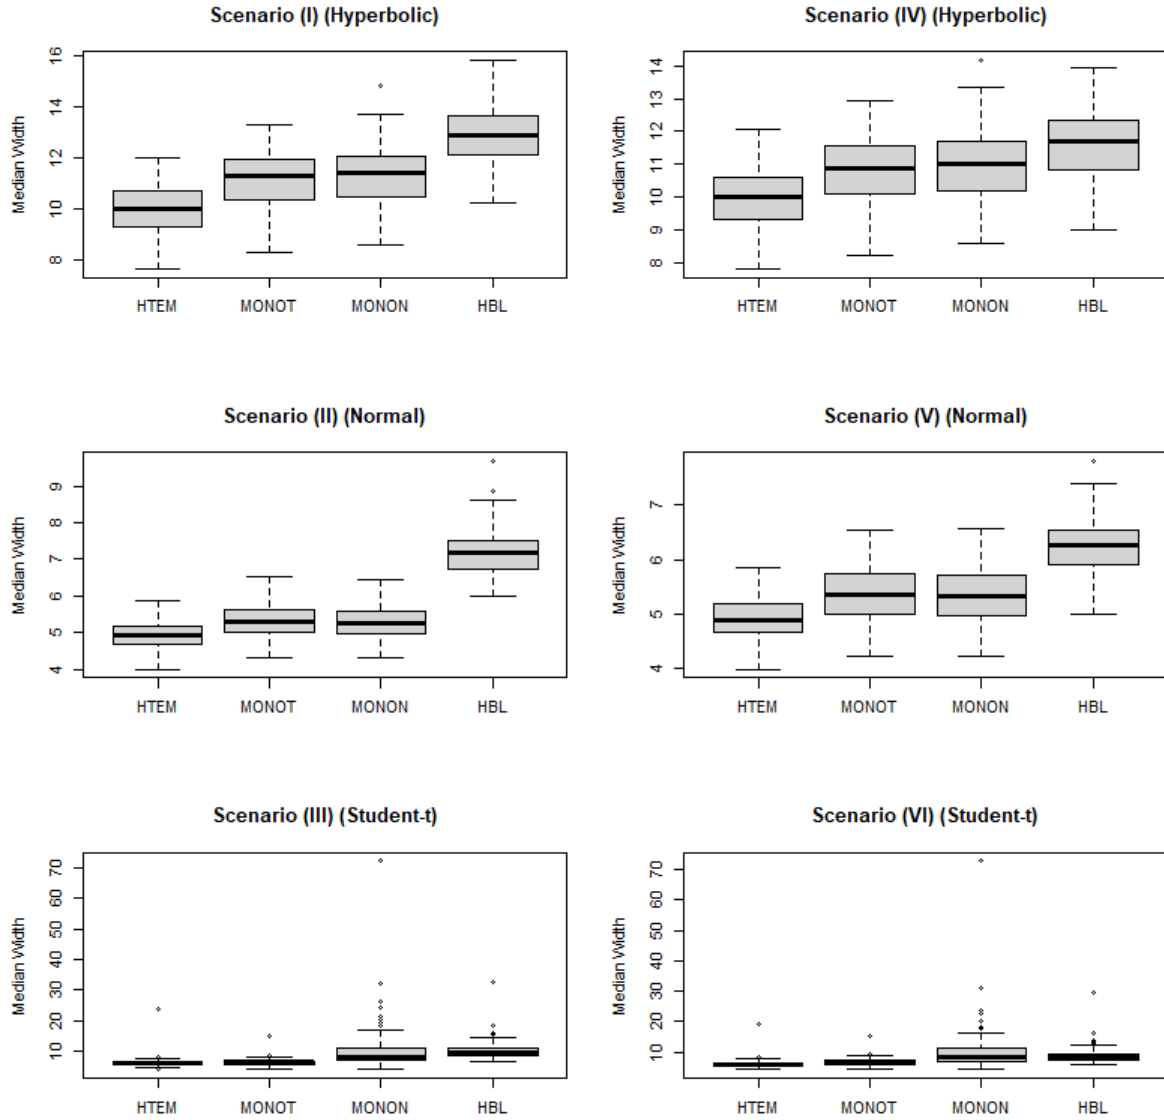 Scenario (I) (Hyperbolic)
Median Width
16
14
12
10
8
HTEM MONOT MONON HBL
Scenario (IV) (Hyperbolic)
Median Width
14
13
12
11
10
9
8
HTEM MONOT MONON HBL
Scenario (II) (Normal)
Median Width
9
8
7
6
5
4
HTEM MONOT MONON HBL
Scenario (V) (Normal)
Median Width
7
6
5
4
HTEM MONOT MONON HBL
Scenario (III) (Student-t)
Median Width
70
60
50
40
30
20
10
HTEM MONOT MONON HBL
Scenario (VI) (Student-t)
Median Width
70
60
50
40
30
20
10
HTEM MONOT MONON HBL